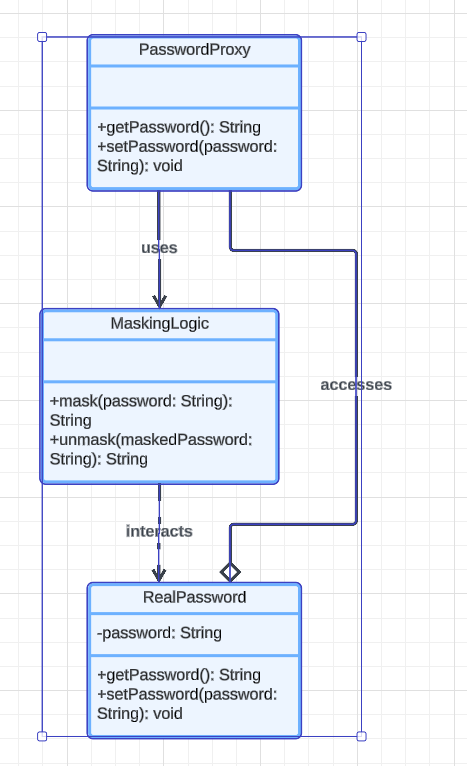 PasswordProxy
+getPassword(): String
+setPassword(password:
String): void
uses
MaskingLogic
+mask(password: String):
String
+unmask(maskedPassword:
String): String
accesses
interacts
RealPassword
-password: String
+getPassword(): String
+setPassword(password:
String): void